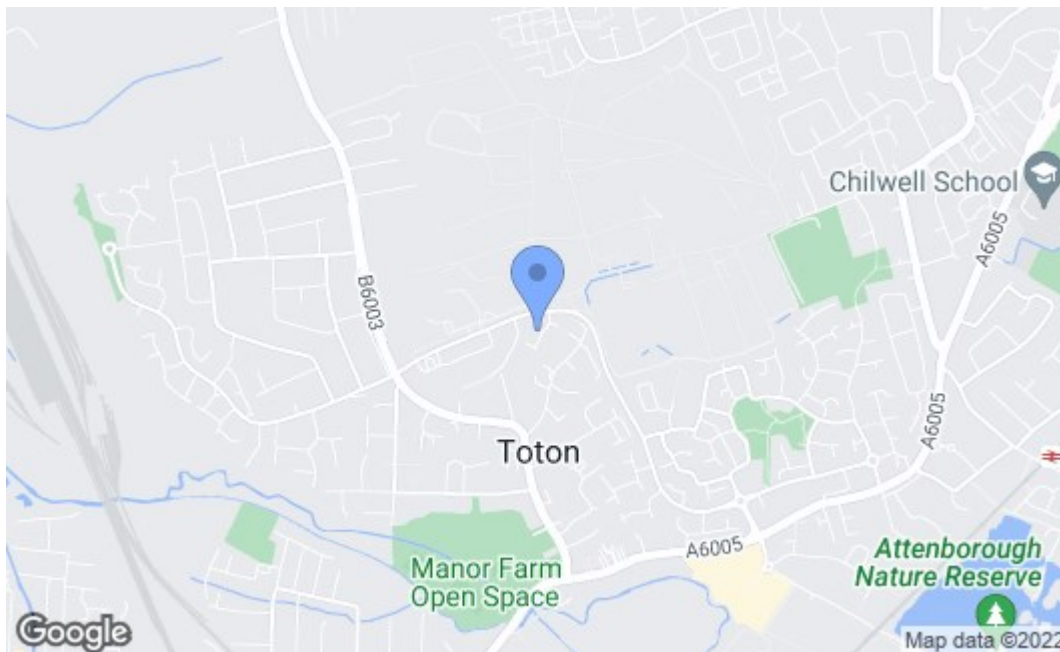 Chilwell School
A6005
B6003
Toton
A6005
A6005
Manor Farm
Open Space
Attenborough
Nature Reserve
Google
Map data ©2022